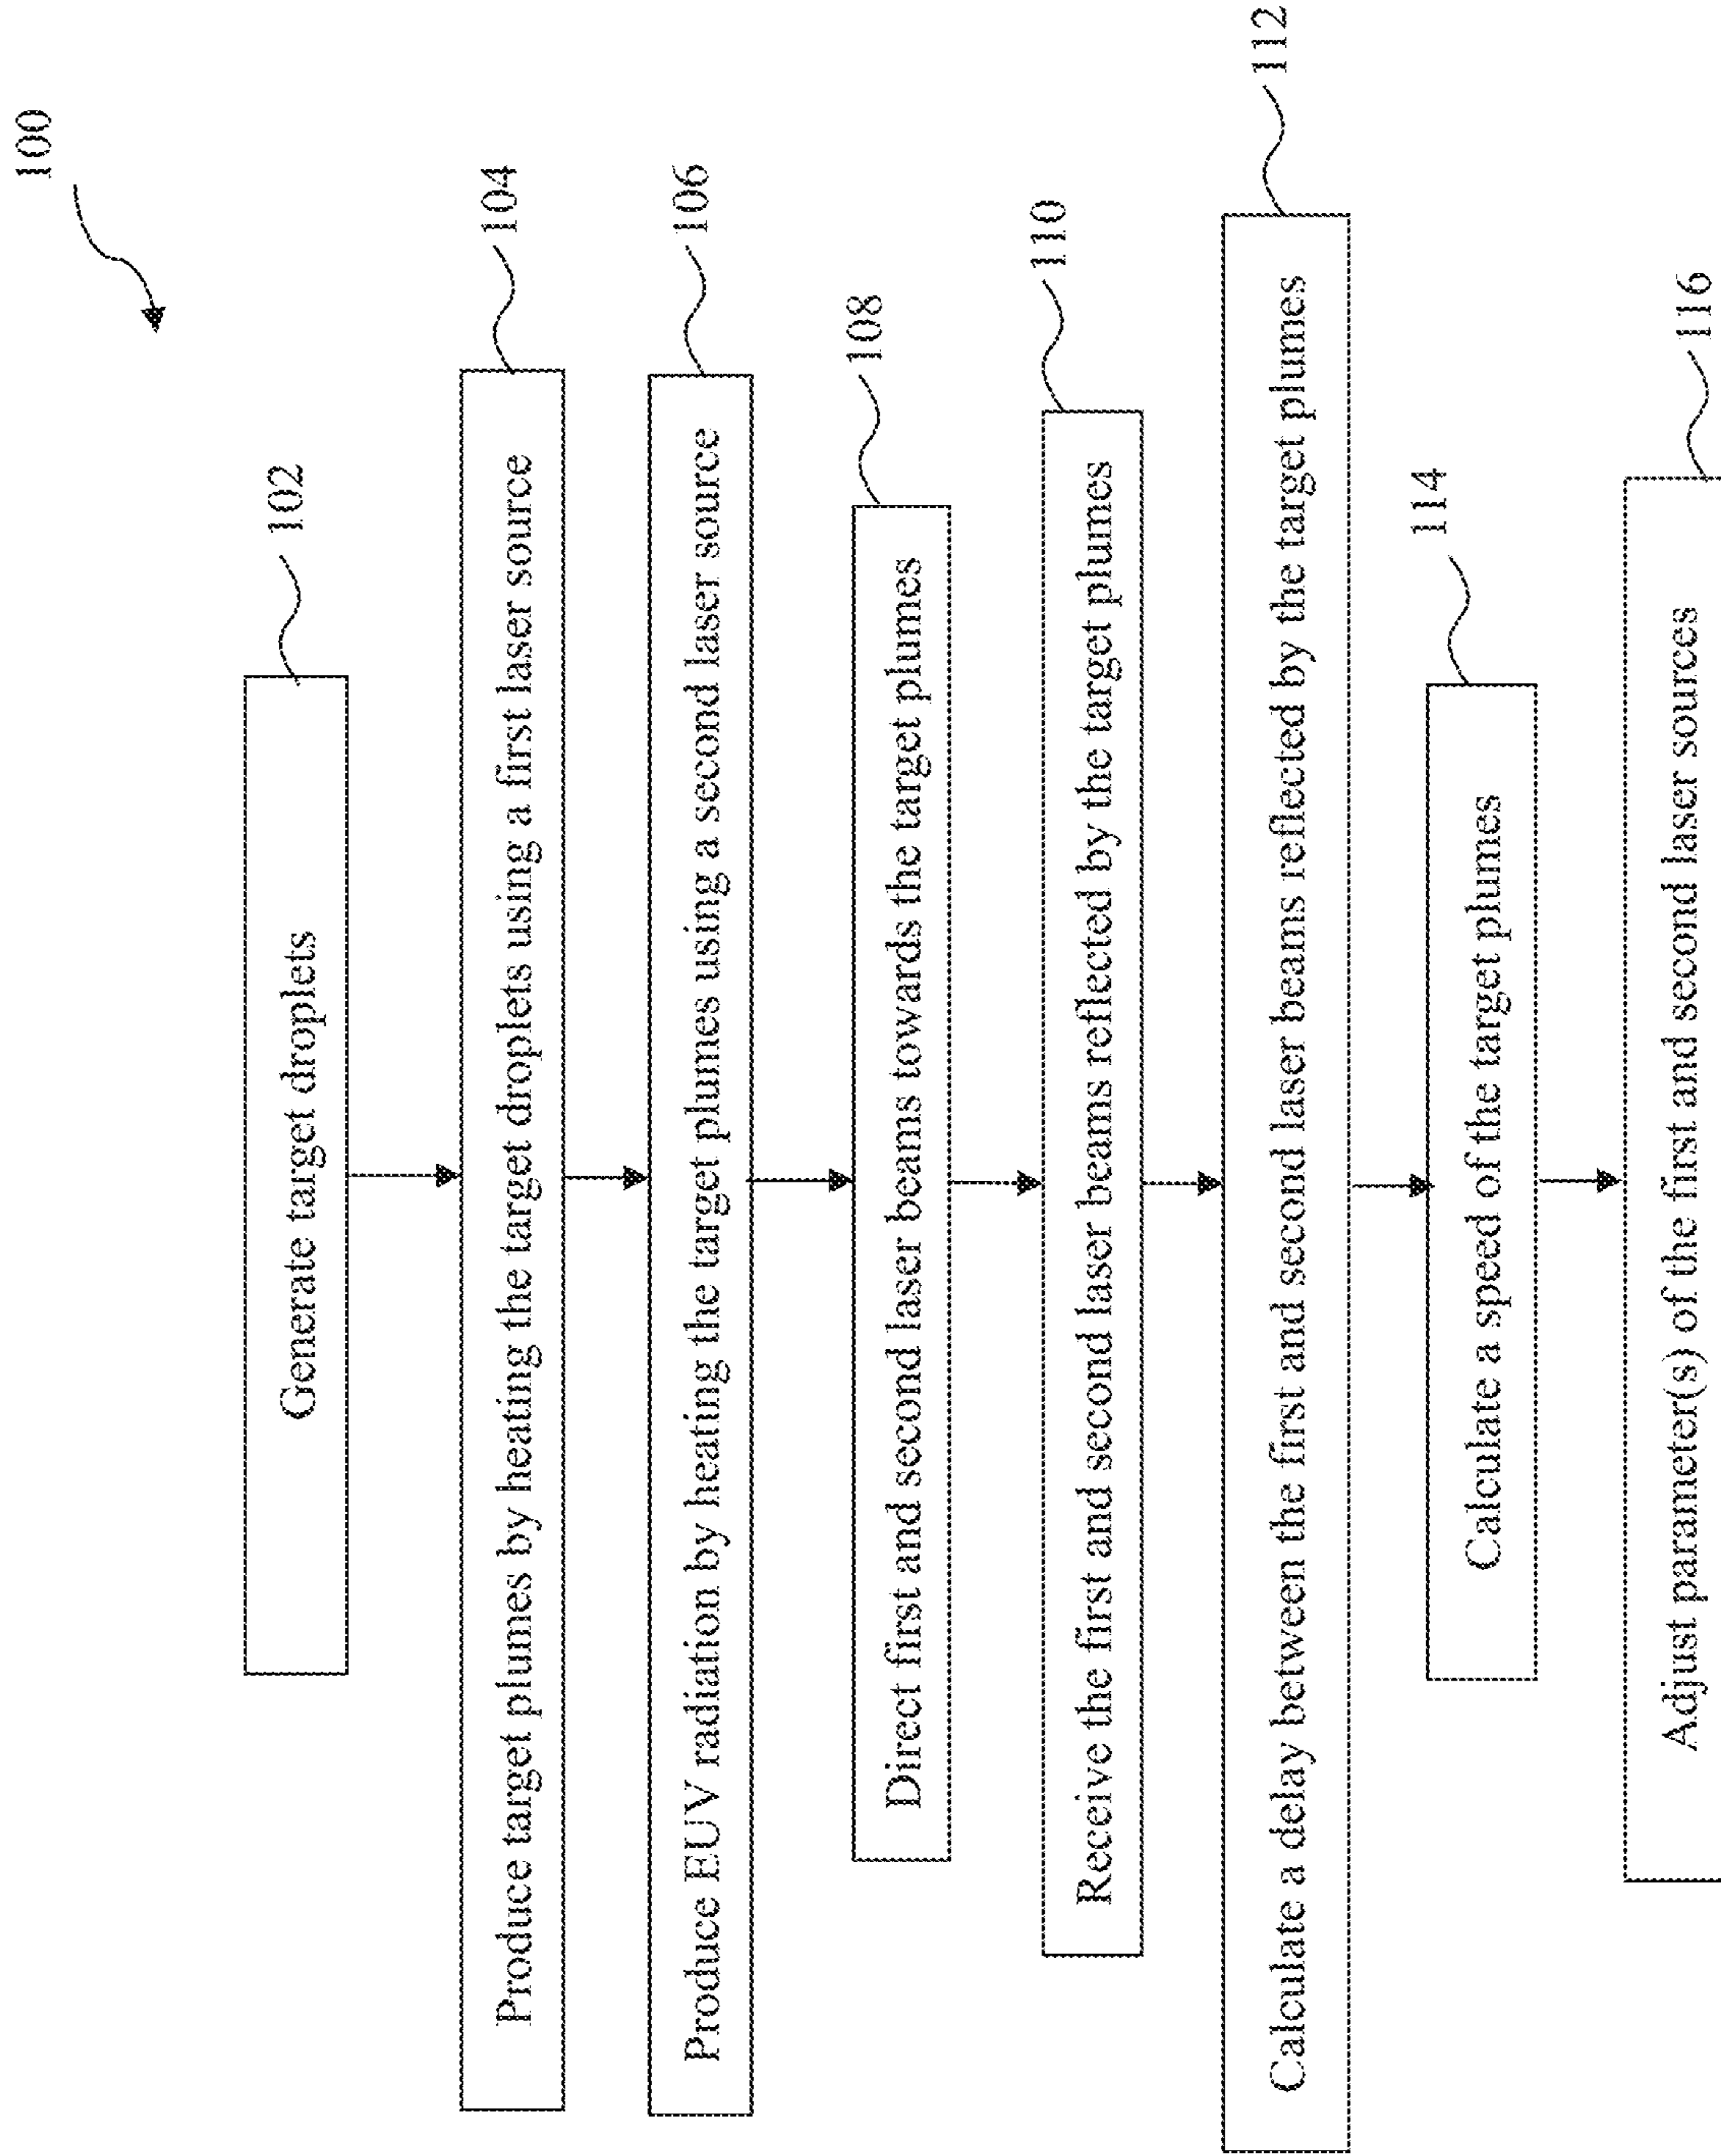 100
Generate target droplets
102
Produce target plumes by heating the target droplets using a first laser source
104
Produce EUV radiation by heating the target plumes using a second laser source
106
Direct first and second laser beams towards the target plumes
108
Receive the first and second laser beams reflected by the target plumes
110
Calculate a delay between the first and second laser beams reflected by the target plumes
112
Calculate a speed of the target plumes
114
Adjust parameter(s) of the first and second laser sources
116